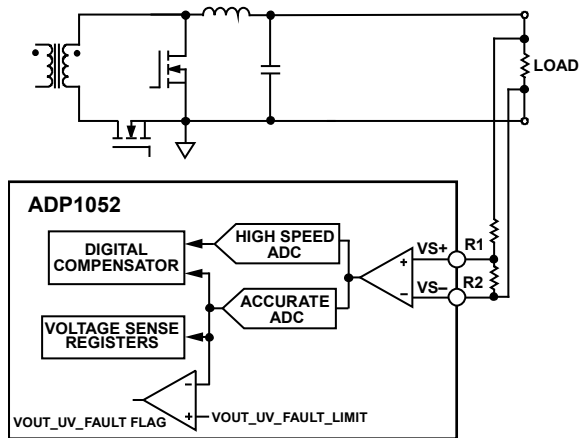 LOAD
ADP1052
HIGH SPEED
ADC
DIGITAL
COMPENSATOR
ACCURATE
ADC
VOLTAGE SENSE
REGISTERS
VS+
R1
VS–
R2
+
–
–
+
VOUT_UV_FAULT FLAG
VOUT_UV_FAULT_LIMIT